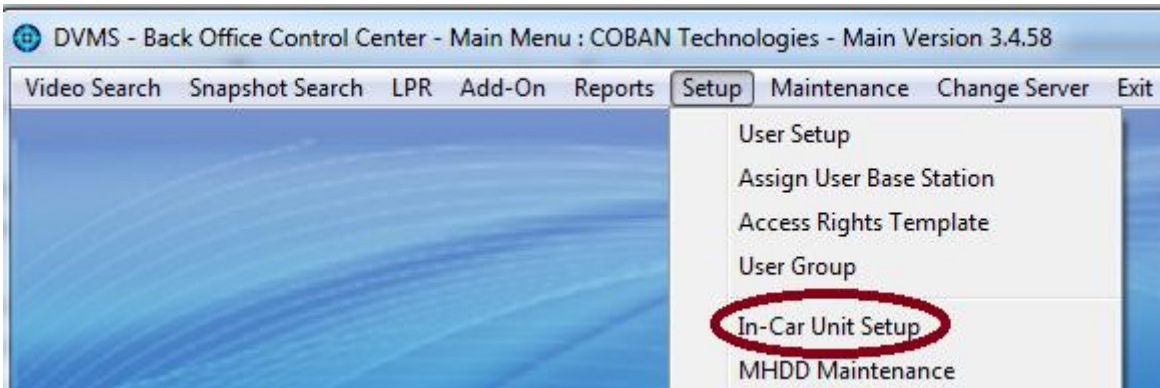 DVMS - Back Office Control Center - Main Menu : COBAN Technologies - Main Version 3.4.58
Video Search Snapshot Search LPR Add-On Reports Setup Maintenance Change Server Exit
User Setup
Assign User Base Station
Access Rights Template
User Group
In-Car Unit Setup
MHDD Maintenance